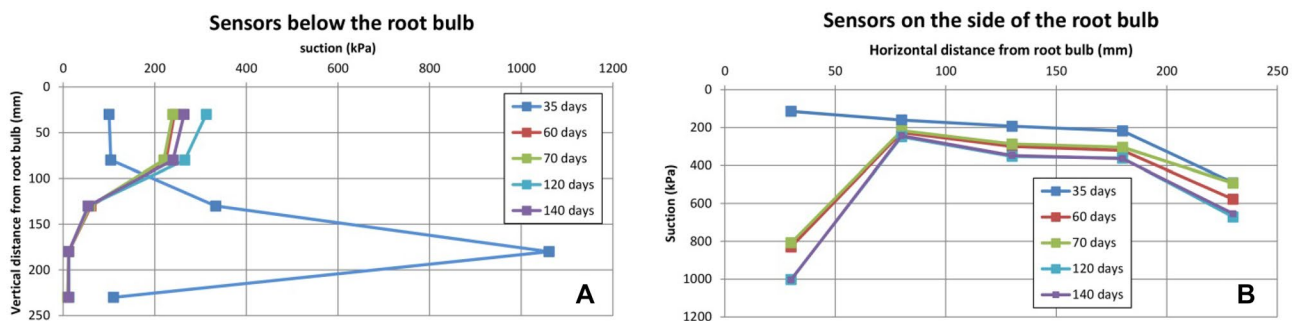 Sensors below the root bulb
suction (kPa)
0 200 400 600 800 1000 1200
Vertical distance from root bulb (mm)
0
50
100
150
200
250
35 days
60 days
70 days
120 days
140 days
A
Sensors on the side of the root bulb
Horizontal distance from root bulb (mm)
0 50 100 150 200 250
Suction (kPa)
0
200
400
600
800
1000
1200
35 days
60 days
70 days
120 days
140 days
B